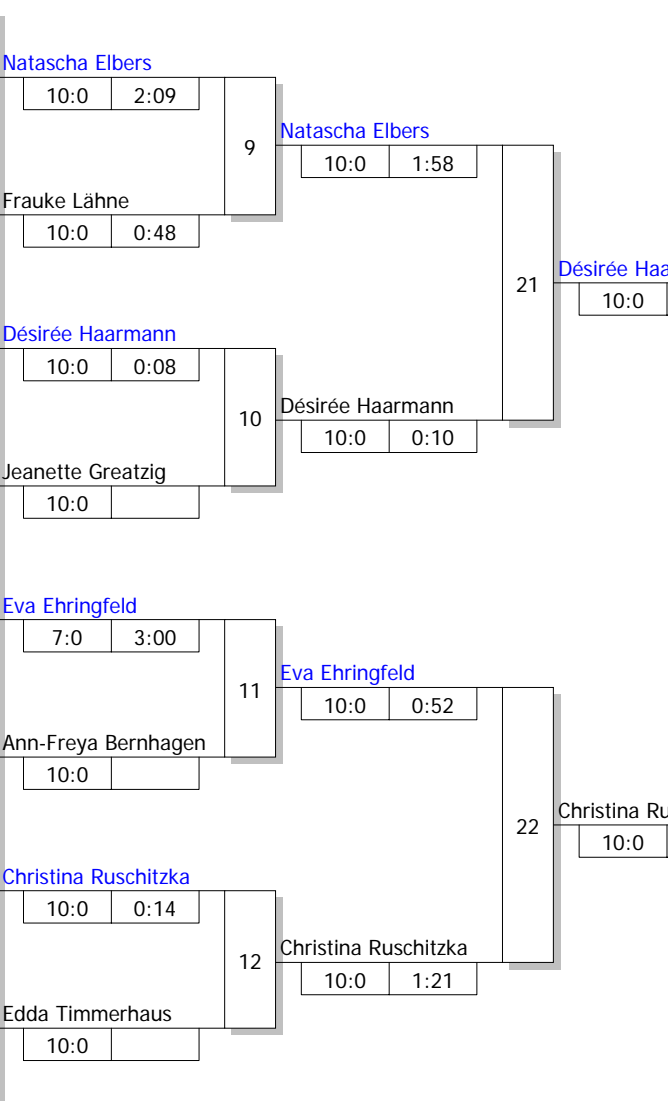 Natascha Elbers
10:0 2:09
9
Natascha Elbers
10:0 1:58
Frauke Lähne
10:0 0:48
21
Désirée Haa
10:0
Désirée Haarmann
10:0 0:08
10
Désirée Haarmann
10:0 0:10
Jeanette Greatzig
10:0
Eva Ehringfeld
7:0 3:00
11
Eva Ehringfeld
10:0 0:52
Ann-Freya Bernhagen
10:0
22
Christina Ru
10:0
Christina Ruschitzka
10:0 0:14
12
Christina Ruschitzka
10:0 1:21
Edda Timmerhaus
10:0